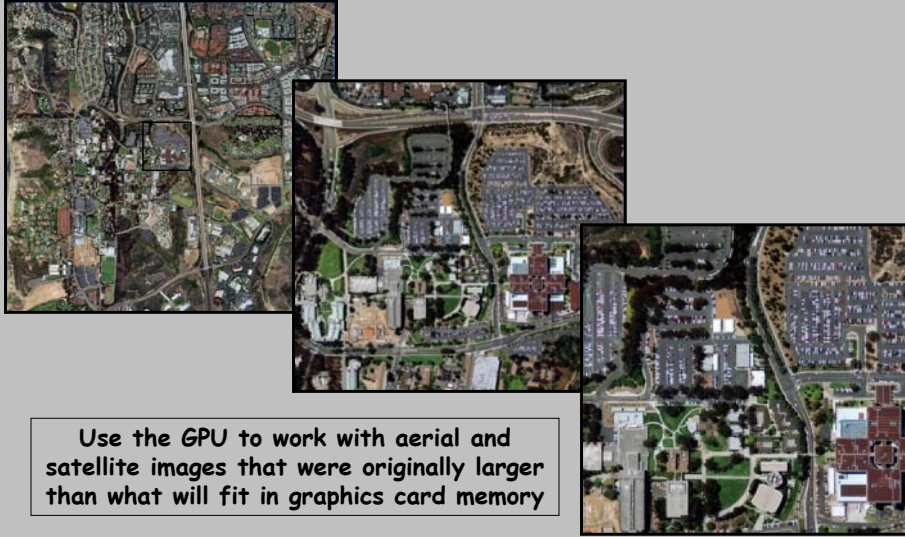 Use the GPU to work with aerial and
satellite images that were originally larger
than what will fit in graphics card memory